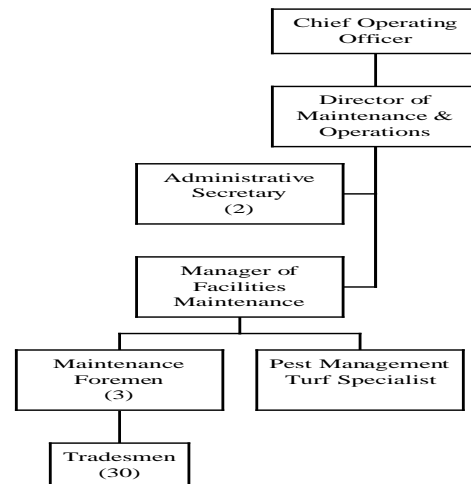 Chief Operating
Officer
Director of
Maintenance &
Operations
Administrative
Secretary
(2)
Manager of
Facilities
Maintenance
Maintenance
Foremen
(3)
Pest Management
Turf Specialist
Tradesmen
(30)